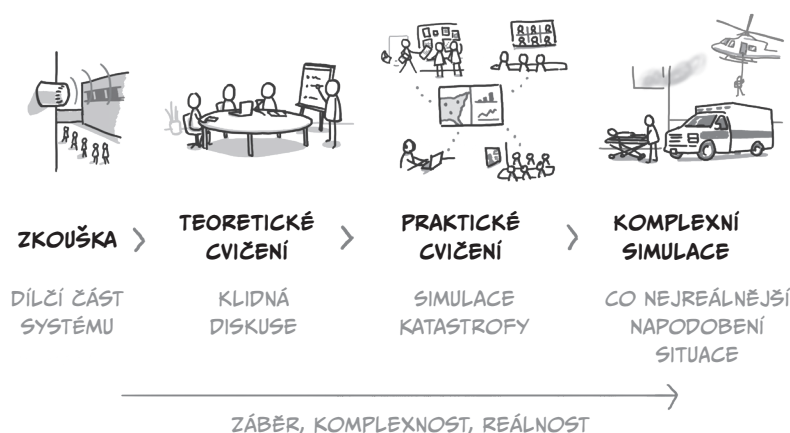 ZKOUŠKA
TEORETICKÉ
CVIČENÍ
PRAKTICKÉ
CVIČENÍ
KOMPLEXNÍ
SIMULACE
DÍLČÍ ČÁST
SYSTÉMU
KLIDNÁ
DISKUSE
SIMULACE
KATASTROFY
CO NEJREÁLNĚJŠÍ
NAPODOBENÍ
SITUACE
ZÁBĚR, KOMPLEXNOST, REÁLNOST